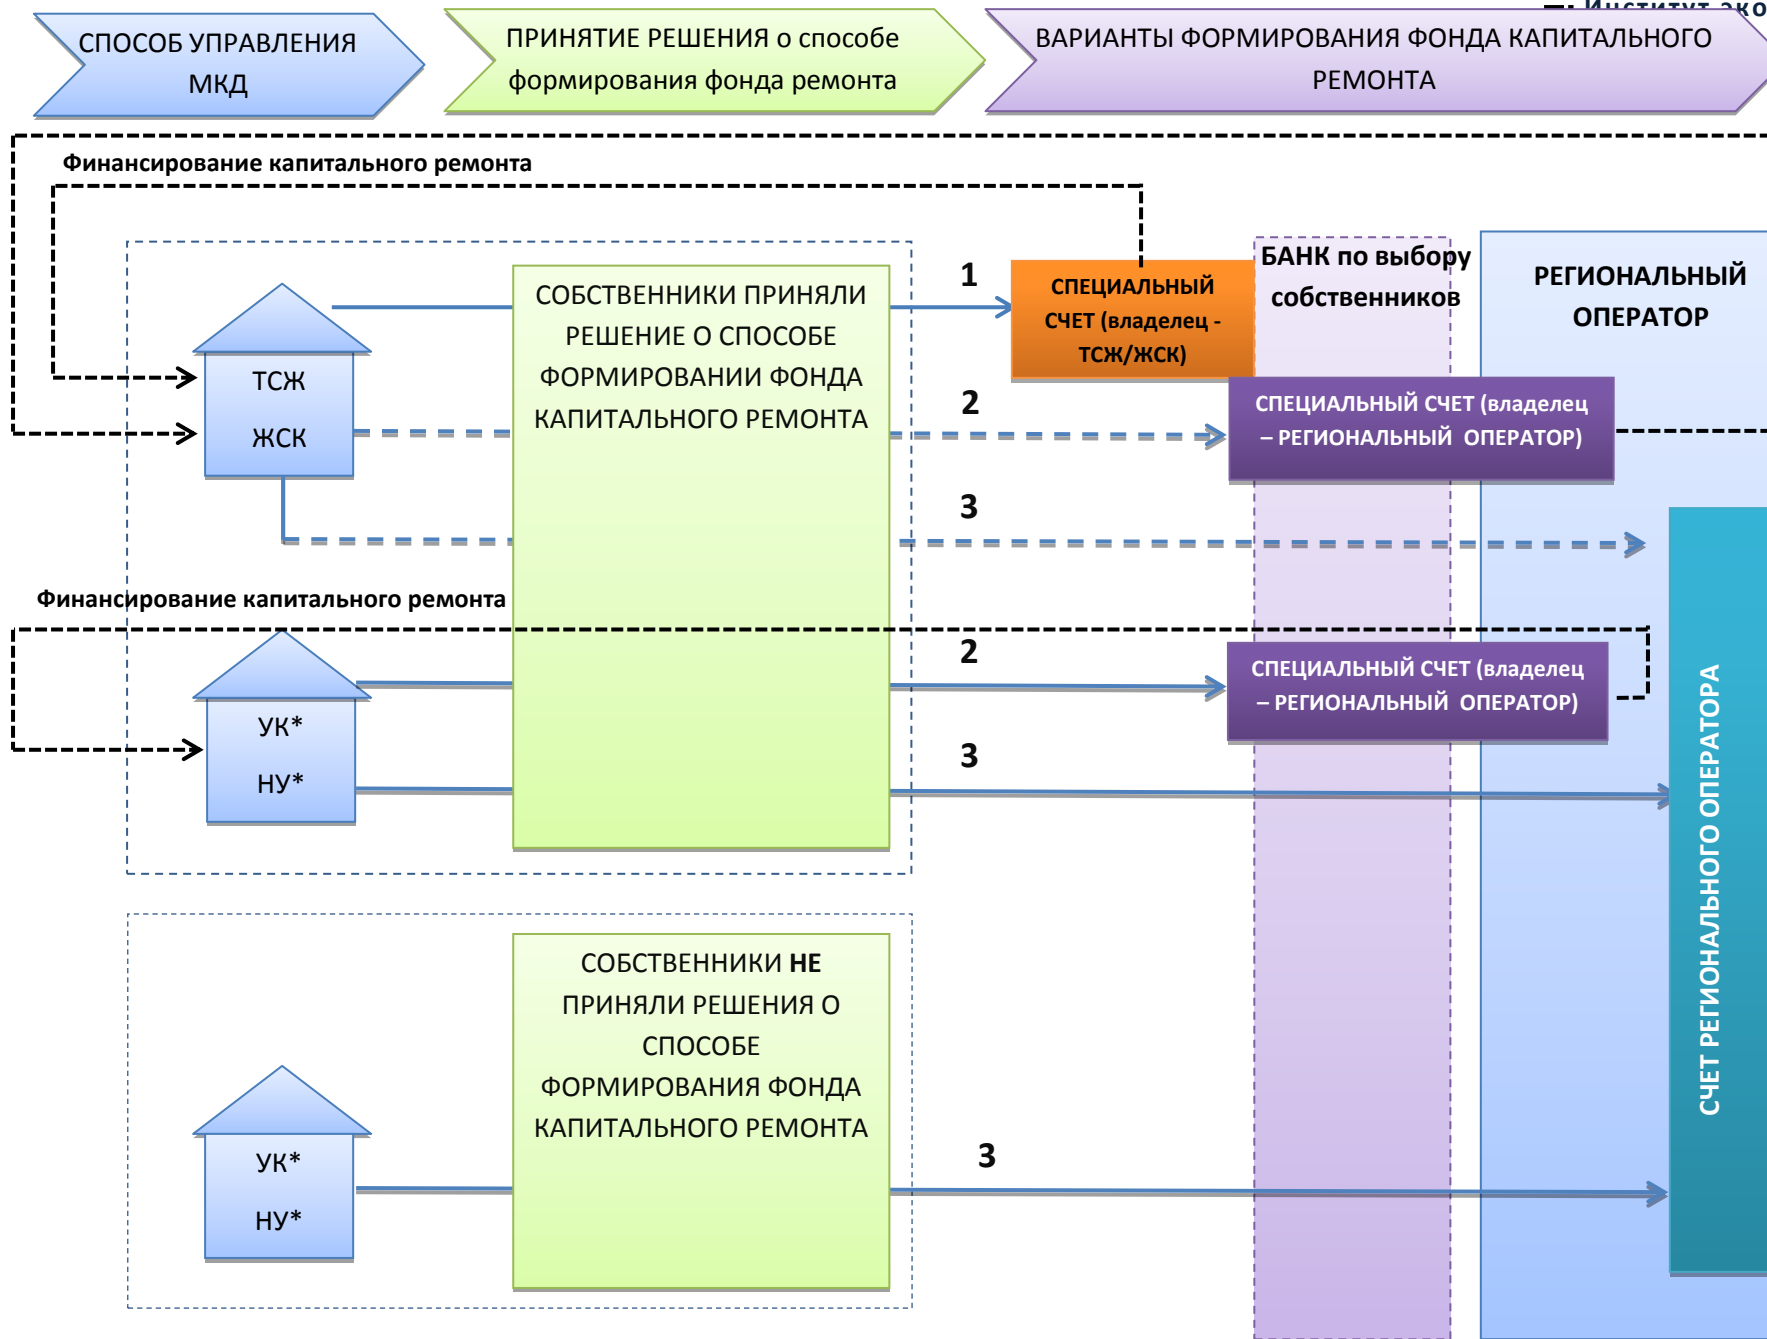 Институт эко
СПОСОБ УПРАВЛЕНИЯ
МКД
ПРИНЯТИЕ РЕШЕНИЯ о способе
формирования фонда ремонта
ВАРИАНТЫ ФОРМИРОВАНИЯ ФОНДА КАПИТАЛЬНОГО
РЕМОНТА
Финансирование капитального ремонта
ТСЖ
ЖСК
СОБСТВЕННИКИ ПРИНЯЛИ
РЕШЕНИЕ О СПОСОБЕ
ФОРМИРОВАНИИ ФОНДА
КАПИТАЛЬНОГО РЕМОНТА
1
СПЕЦИАЛЬНЫЙ
СЧЕТ (владелец -
ТСЖ/ЖСК)
БАНК по выбору
собственников
РЕГИОНАЛЬНЫЙ
ОПЕРАТОР
2
СПЕЦИАЛЬНЫЙ СЧЕТ (владелец
– РЕГИОНАЛЬНЫЙ ОПЕРАТОР)
3
Финансирование капитального ремонта
УК*
НУ*
2
СПЕЦИАЛЬНЫЙ СЧЕТ (владелец
– РЕГИОНАЛЬНЫЙ ОПЕРАТОР)
3
СЧЕТ РЕГИОНАЛЬНОГО ОПЕРАТОРА
СОБСТВЕННИКИ НЕ
ПРИНЯЛИ РЕШЕНИЯ О
СПОСОБЕ
ФОРМИРОВАНИЯ ФОНДА
КАПИТАЛЬНОГО РЕМОНТА
УК*
НУ*
3